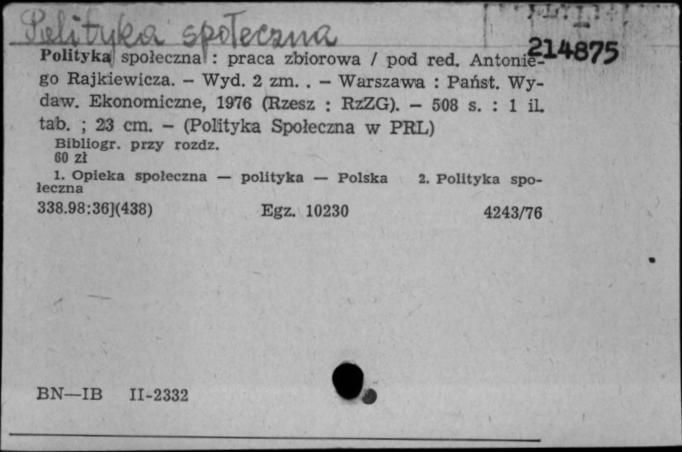 Polityka społeczna
214875
Polityka społeczna : praca zbiorowa / pod red. Antonie-
go Rajkiewicza. – Wyd. 2 zm. . – Warszawa : Państ. Wy-
daw. Ekonomiczne, 1976 (Rzesz : RzZG). – 508 s. : 1 il.
tab. ; 23 cm. – (Polityka Społeczna w PRL)
Bibliogr. przy rozdz.
60 zł
1. Opieka społeczna — polityka — Polska 2. Polityka spo-
łeczna
338.98:36](438) Egz. 10230 4243/76
BN—IB II-2332